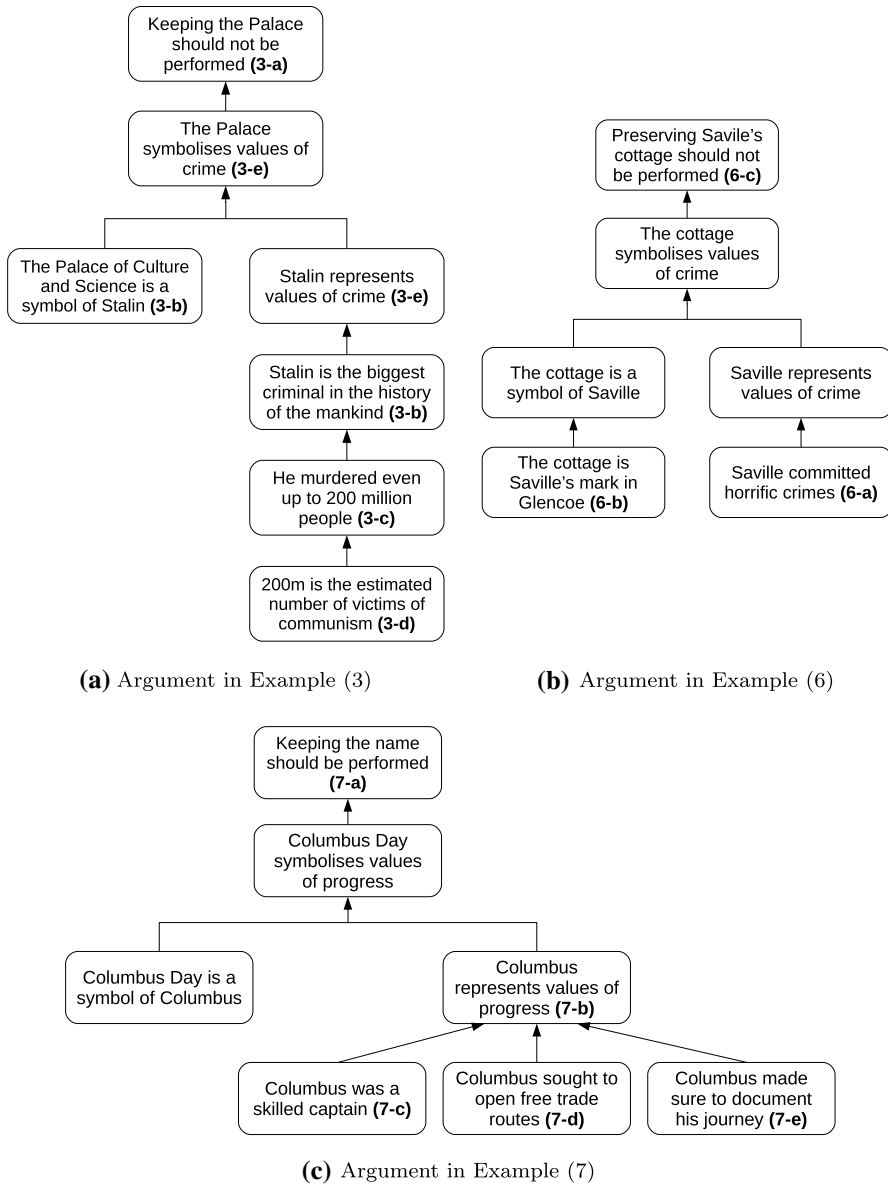 Keeping the Palace
should not be
performed (3-a)
The Palace
symbolises values of
crime (3-e)
The Palace of Culture
and Science is a
symbol of Stalin (3-b)
Stalin represents
values of crime (3-e)
Stalin is the biggest
criminal in the history
of the mankind (3-b)
He murdered even
up to 200 million
people (3-c)
200m is the estimated
number of victims of
communism (3-d)
(a) Argument in Example (3)
Preserving Savile's
cottage should not
be performed (6-c)
The cottage
symbolises values
of crime
The cottage is a
symbol of Saville
Saville represents
values of crime
The cottage is
Saville's mark in
Glencoe (6-b)
Saville committed
horrific crimes (6-a)
(b) Argument in Example (6)
Keeping the name
should be performed
(7-a)
Columbus Day
symbolises values
of progress
Columbus Day is a
symbol of Columbus
Columbus
represents values of
progress (7-b)
Columbus was a
skilled captain (7-c)
Columbus sought to
open free trade
routes (7-d)
Columbus made
sure to document
his journey (7-e)
(c) Argument in Example (7)